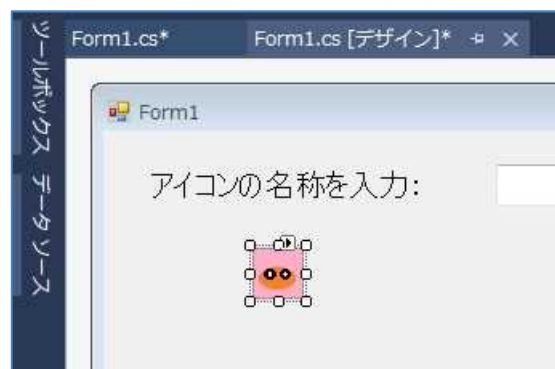 Form1.cs*
Form1.cs [デザイン]*
ツールボックス
データ ソース
Form1
アイコンの名称を入力: